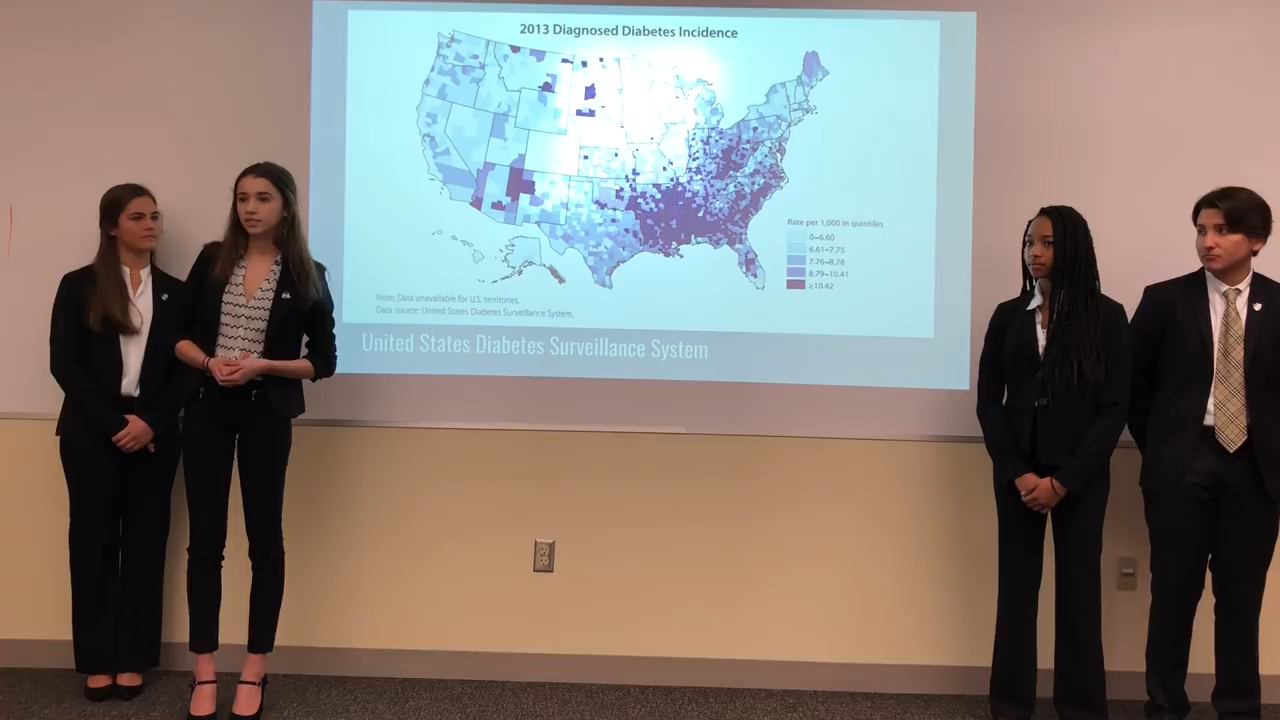 2013 Diagnosed Diabetes Incidence
Rate per 1,000 in quintiles
0–6.60
6.61–7.75
7.76–8.78
8.79–10.41
≥10.42
Note: Data unavailable for U.S. territories.
Data source: United States Diabetes Surveillance System.
United States Diabetes Surveillance System